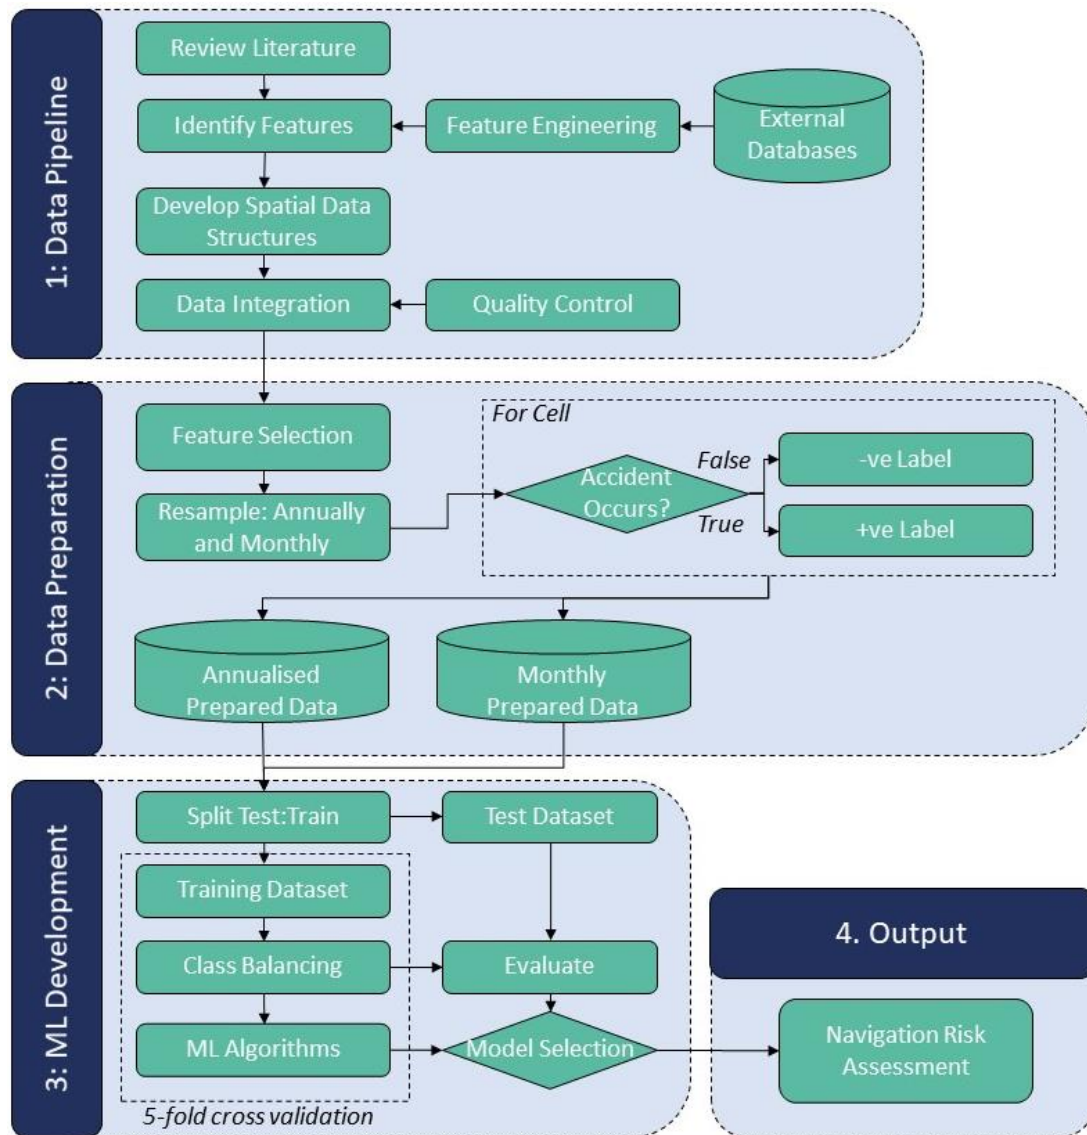 1: Data Pipeline
Review Literature
Identify Features
Feature Engineering
External
Databases
Develop Spatial Data
Structures
Data Integration
Quality Control
2: Data Preparation
For Cell
Feature Selection
Accident
Occurs?
False
True
-ve Label
+ve Label
Resample: Annually
and Monthly
Annualised
Prepared Data
Monthly
Prepared Data
3: ML Development
Split Test:Train
Test Dataset
Training Dataset
Class Balancing
Evaluate
ML Algorithms
Model Selection
5-fold cross validation
4. Output
Navigation Risk
Assessment